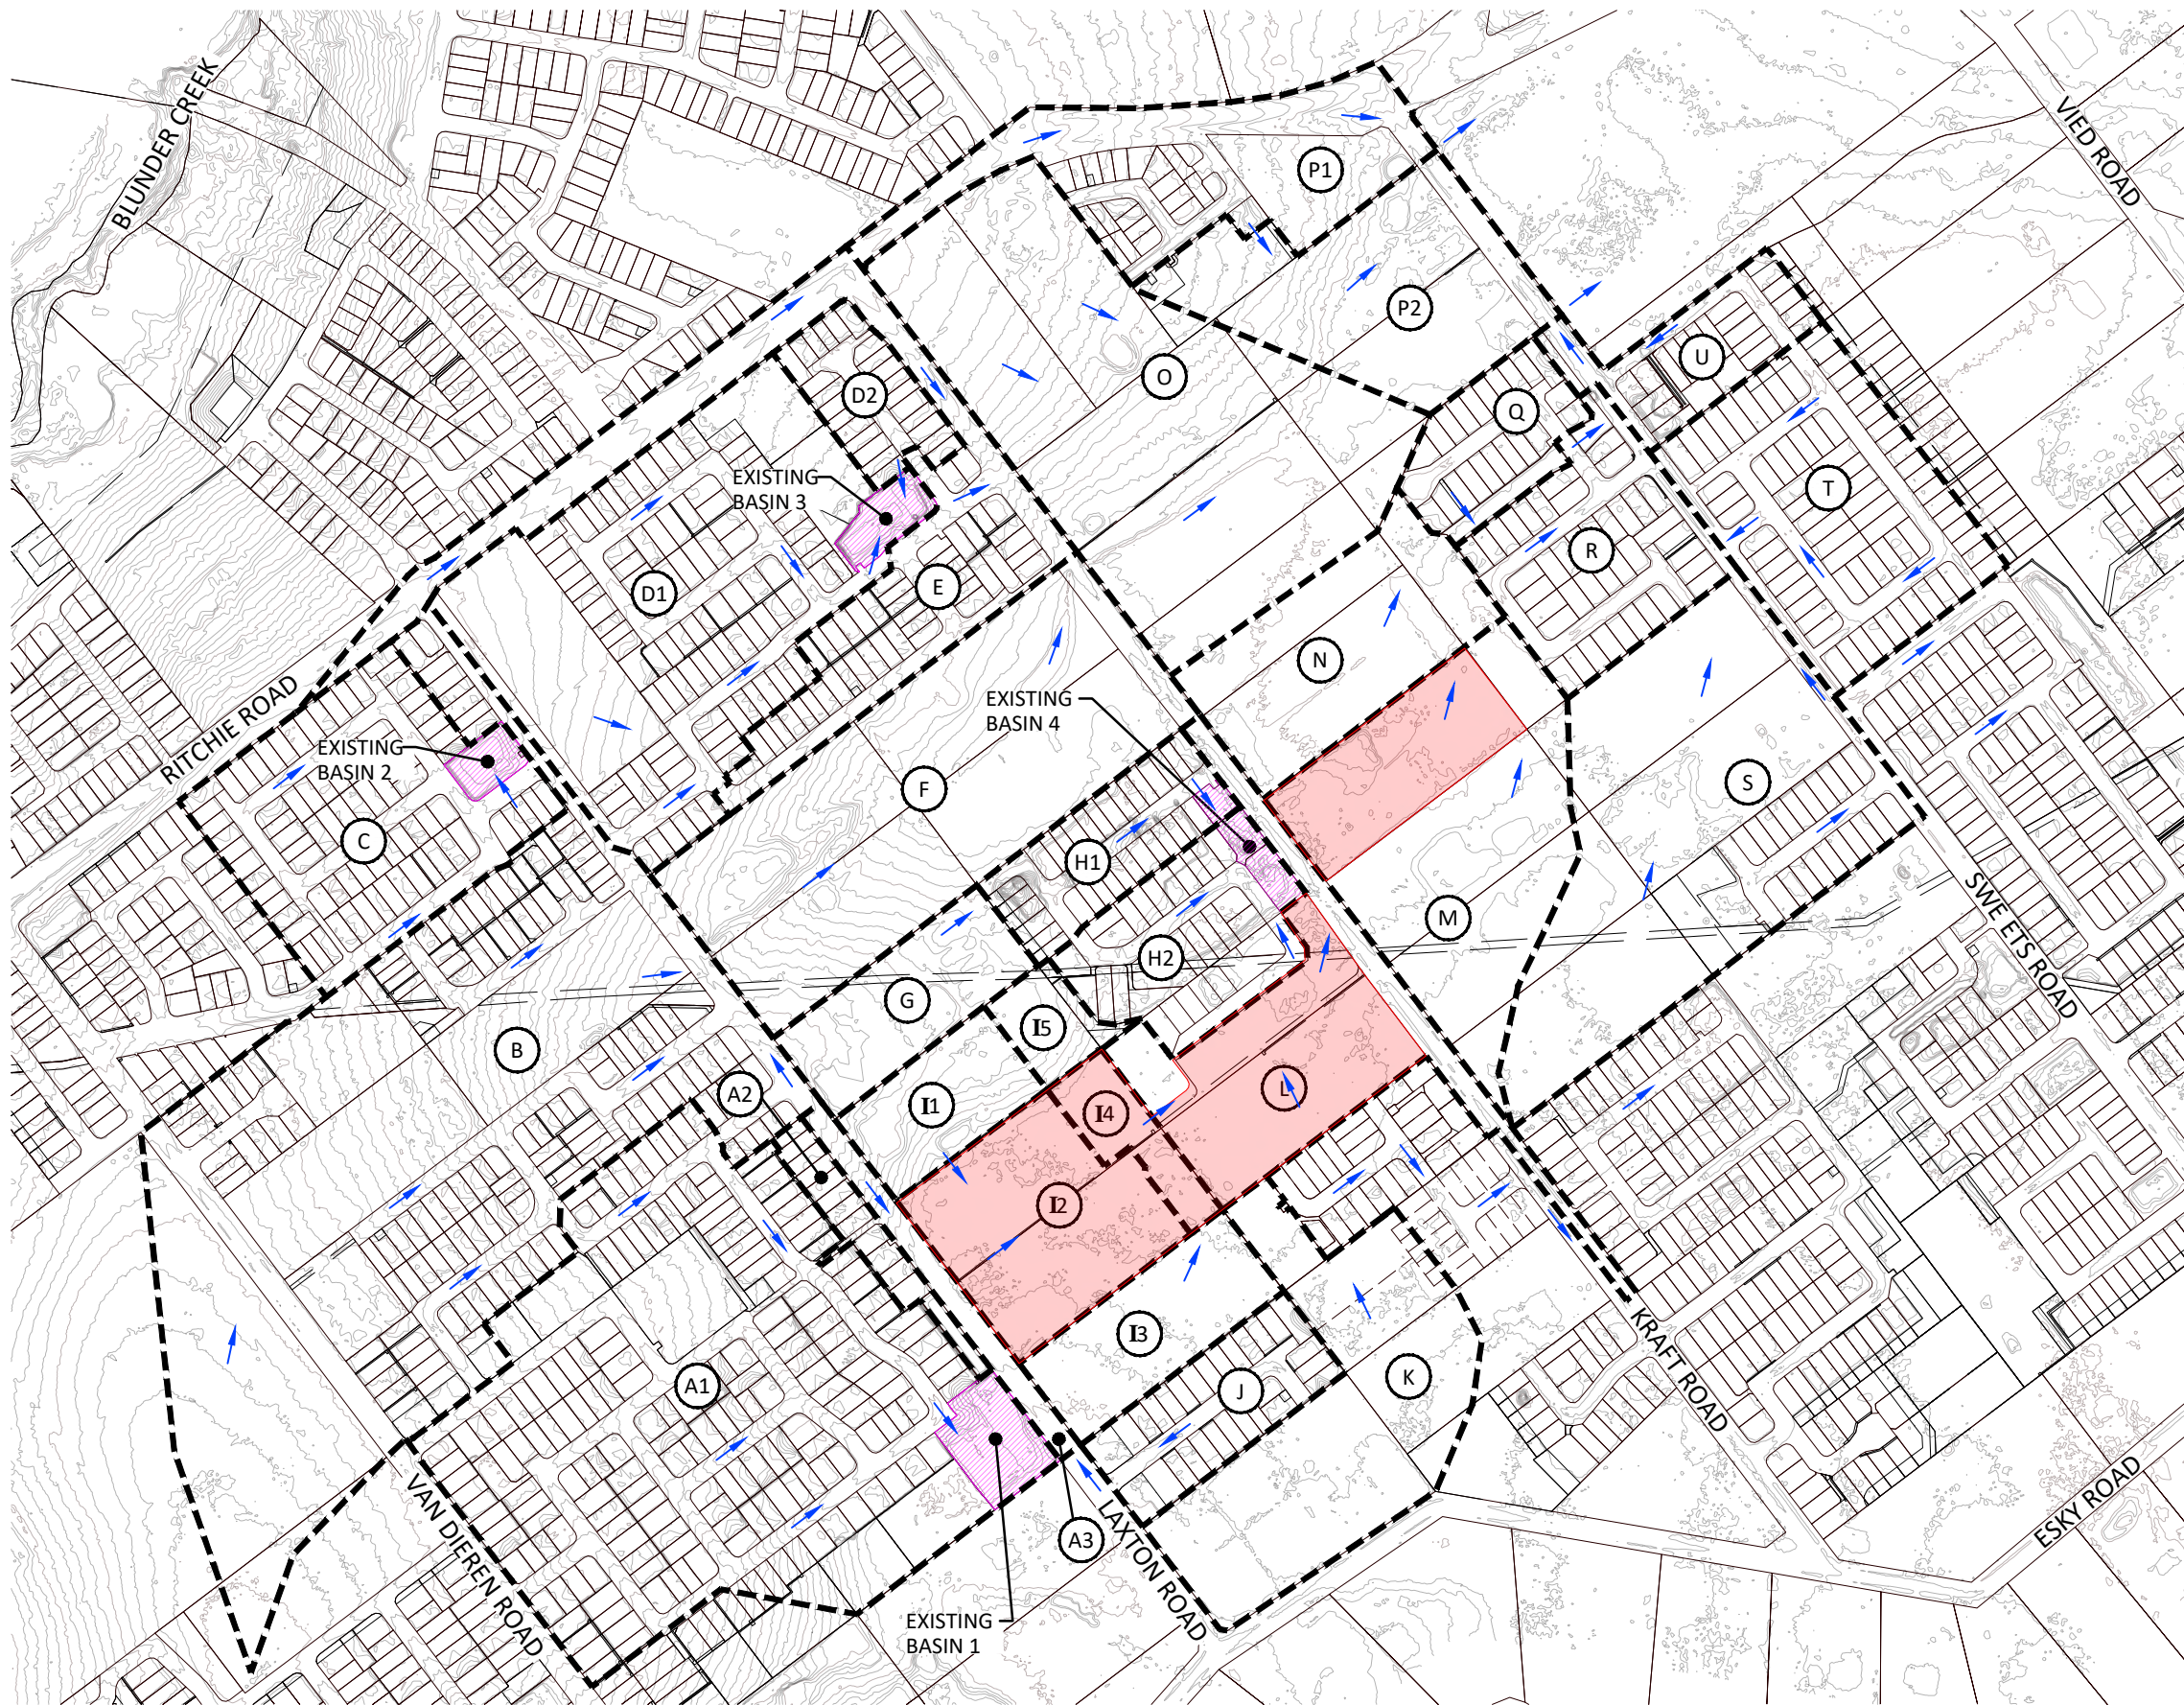 BLUNDER CREEK
VIED ROAD
P1
P2
O
U
D2
Q
EXISTING
BASIN 3
T
R
D1
E
N
EXISTING
BASIN 4
RITCHIE ROAD
EXISTING
BASIN 2
F
S
C
H1
M
SWEETS ROAD
H2
G
I5
B
A2
I1
I4
L
I2
I3
KRAFT ROAD
A1
J
K
VAN DIEREN ROAD
LAXTON ROAD
A3
ESKY ROAD
EXISTING
BASIN 1